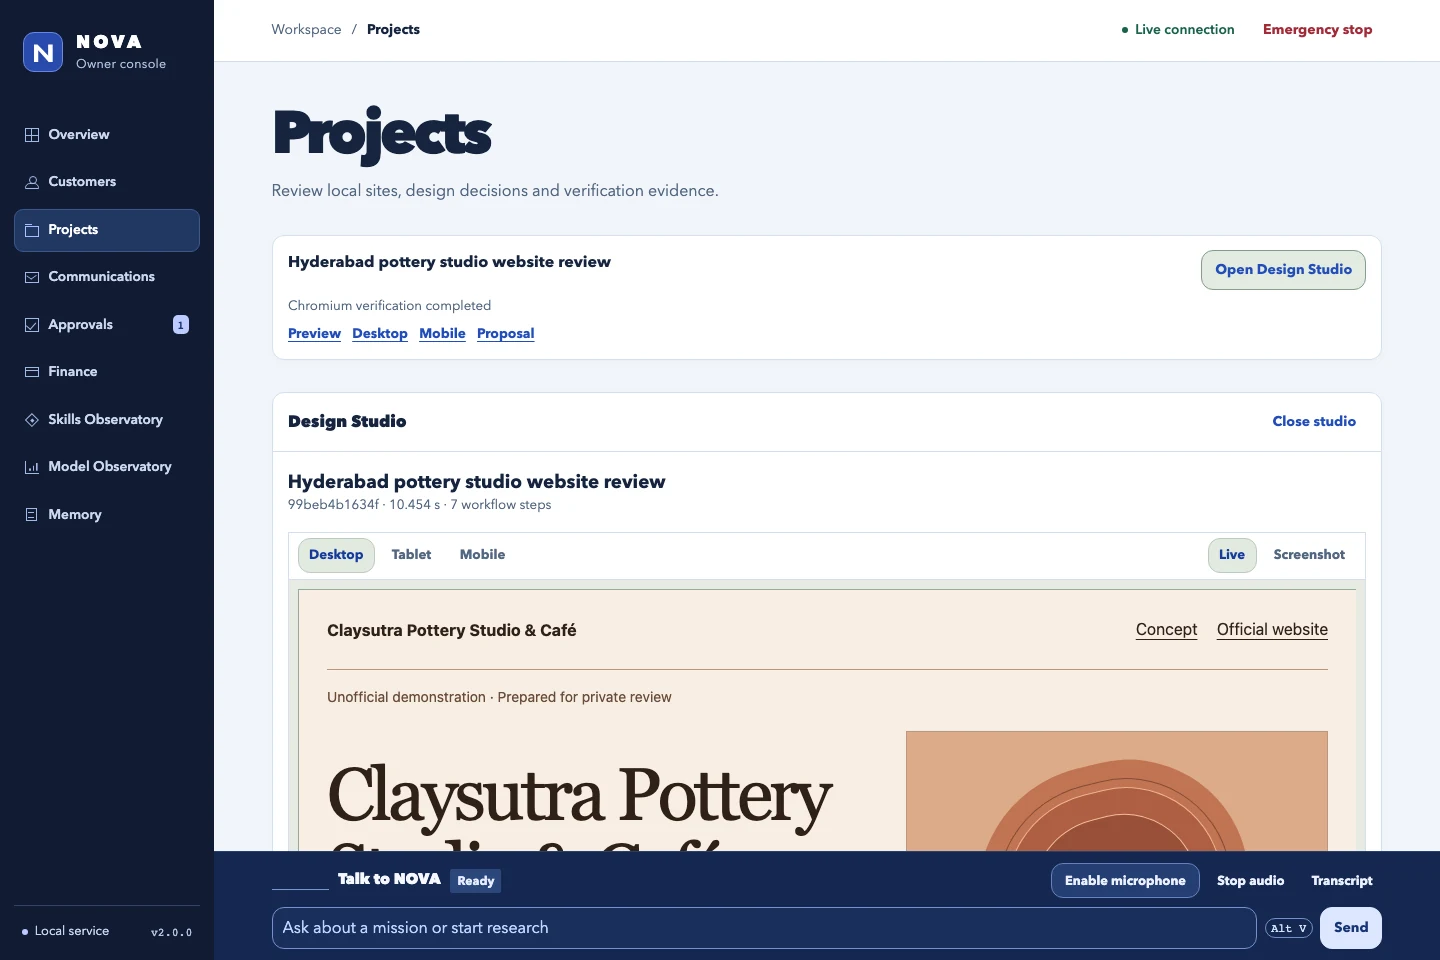 N
NOVA
Owner console
Overview
Customers
Projects
Communications
Approvals 1
Finance
Skills Observatory
Model Observatory
Memory
Local service v2.0.0
Workspace / Projects
Live connection
Emergency stop
Projects
Review local sites, design decisions and verification evidence.
Hyderabad pottery studio website review
Open Design Studio
Chromium verification completed
Preview Desktop Mobile Proposal
Design Studio
Close studio
Hyderabad pottery studio website review
99beb4b1634f · 10.454 s · 7 workflow steps
Desktop Tablet Mobile
Live Screenshot
Claysutra Pottery Studio & Café
Concept Official website
Unofficial demonstration · Prepared for private review
Claysutra Pottery
Studio & Café
Talk to NOVA Ready
Enable microphone Stop audio Transcript
Ask about a mission or start research
Alt V
Send